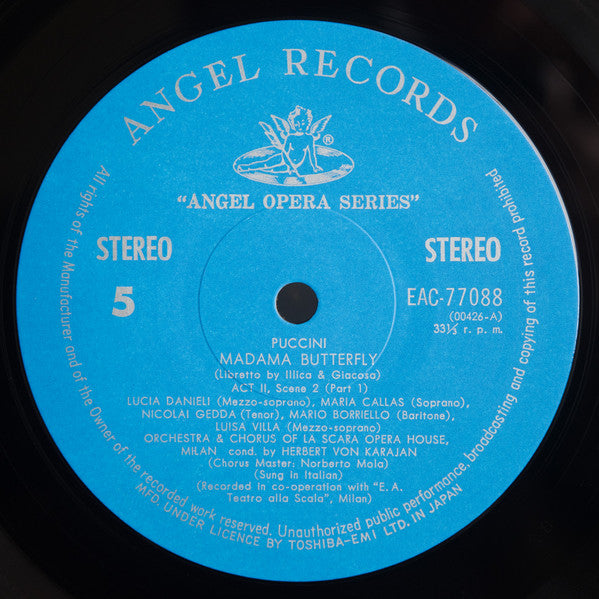 ANGEL RECORDS
®
"ANGEL OPERA SERIES"
STEREO
STEREO
5
EAC-77088
(00426-A)
33⅓ r. p. m.
PUCCINI
MADAMA BUTTERFLY
(Libretto by Illica & Giacosa)
ACT II, Scene 2 (Part 1)
LUCIA DANIELI (Mezzo-soprano), MARIA CALLAS (Soprano),
NICOLAI GEDDA (Tenor), MARIO BORRIELLO (Baritone),
LUISA VILLA (Mezzo-soprano)
ORCHESTRA & CHORUS OF LA SCARA OPERA HOUSE,
MILAN cond. by HERBERT VON KARAJAN
(Chorus Master: Norberto Mola)
(Sung in Italian)
(Recorded in co-operation with "E. A.
Teatro alla Scala", Milan)
All rights of the Manufacturer and of the Owner of the recorded work reserved. Unauthorized public performance, broadcasting and copying of this record prohibited
MFD. UNDER LICENCE BY TOSHIBA-EMI LTD. IN JAPAN